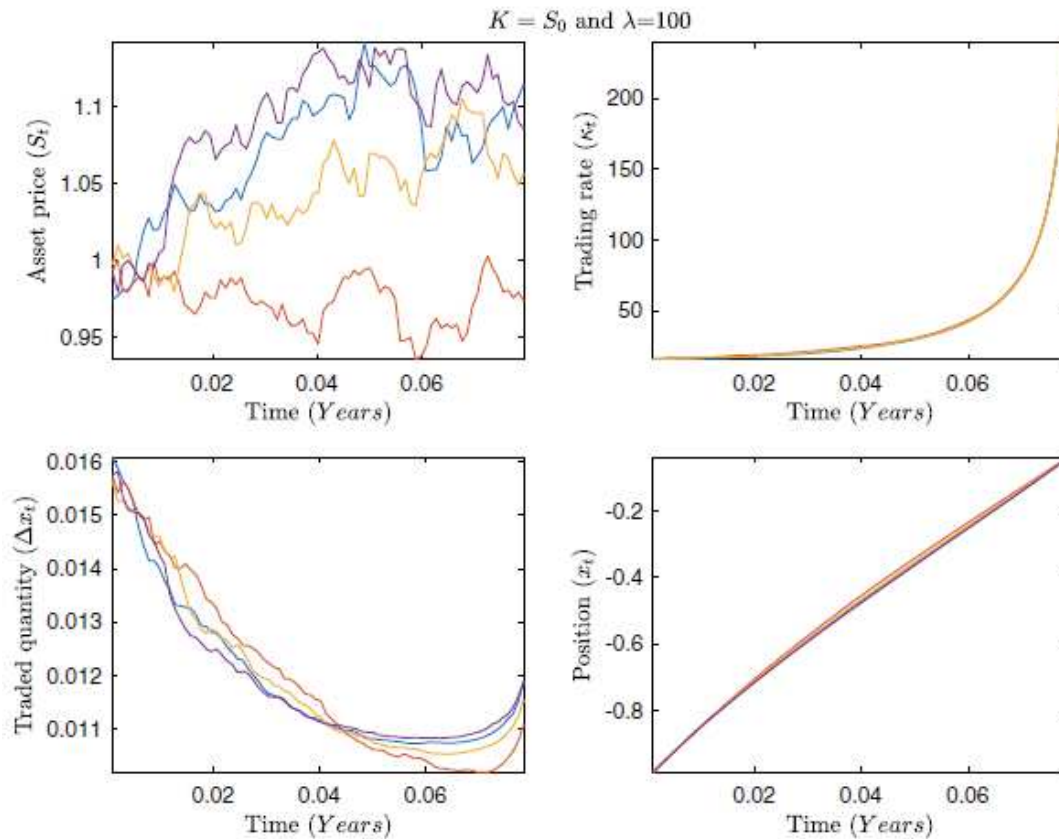 K = S₀ and λ=100
Asset price (Sₜ)
1.1
1.05
1
0.95
0.02 0.04 0.06
Time (Years)
Trading rate (κₜ)
200
150
100
50
0.02 0.04 0.06
Time (Years)
Traded quantity (Δxₜ)
0.016
0.015
0.014
0.013
0.012
0.011
0.02 0.04 0.06
Time (Years)
Position (xₜ)
-0.2
-0.4
-0.6
-0.8
0.02 0.04 0.06
Time (Years)